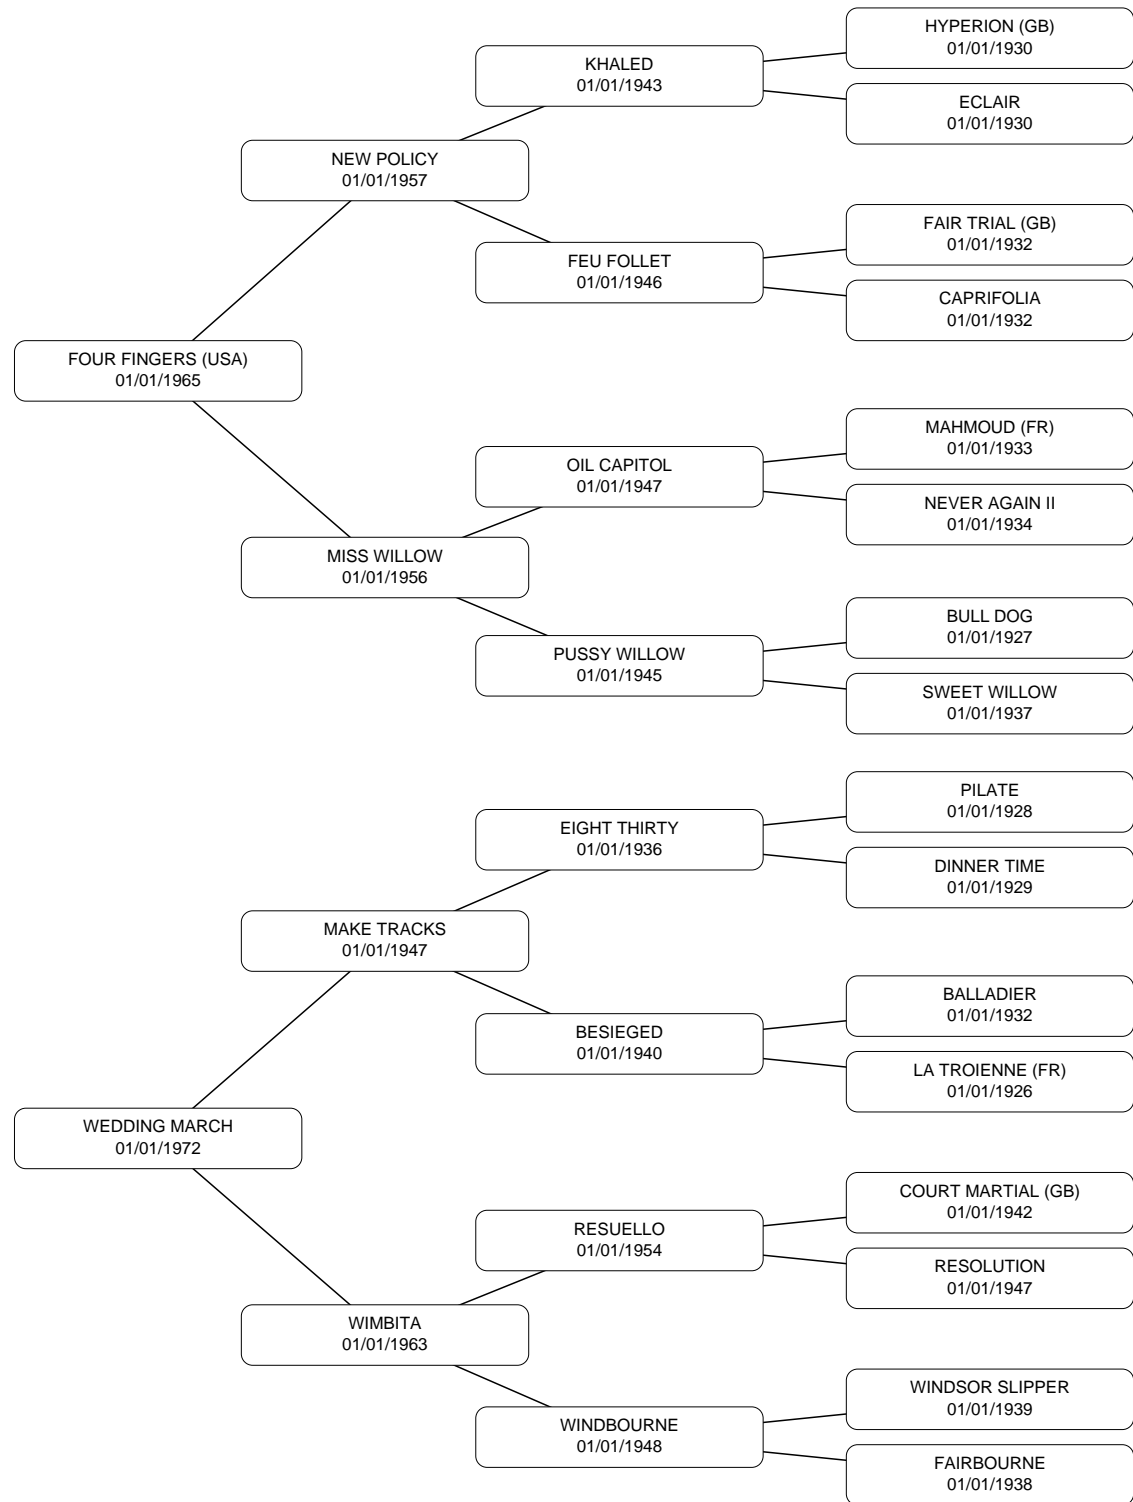 HYPERION (GB)
01/01/1930
KHALED
01/01/1943
ECLAIR
01/01/1930
NEW POLICY
01/01/1957
FAIR TRIAL (GB)
01/01/1932
FEU FOLLET
01/01/1946
CAPRIFOLIA
01/01/1932
FOUR FINGERS (USA)
01/01/1965
MAHMOUD (FR)
01/01/1933
OIL CAPITOL
01/01/1947
NEVER AGAIN II
01/01/1934
MISS WILLOW
01/01/1956
BULL DOG
01/01/1927
PUSSY WILLOW
01/01/1945
SWEET WILLOW
01/01/1937
PILATE
01/01/1928
EIGHT THIRTY
01/01/1936
DINNER TIME
01/01/1929
MAKE TRACKS
01/01/1947
BALLADIER
01/01/1932
BESIEGED
01/01/1940
LA TROIENNE (FR)
01/01/1926
WEDDING MARCH
01/01/1972
COURT MARTIAL (GB)
01/01/1942
RESUELLO
01/01/1954
RESOLUTION
01/01/1947
WIMBITA
01/01/1963
WINDSOR SLIPPER
01/01/1939
WINDBOURNE
01/01/1948
FAIRBOURNE
01/01/1938